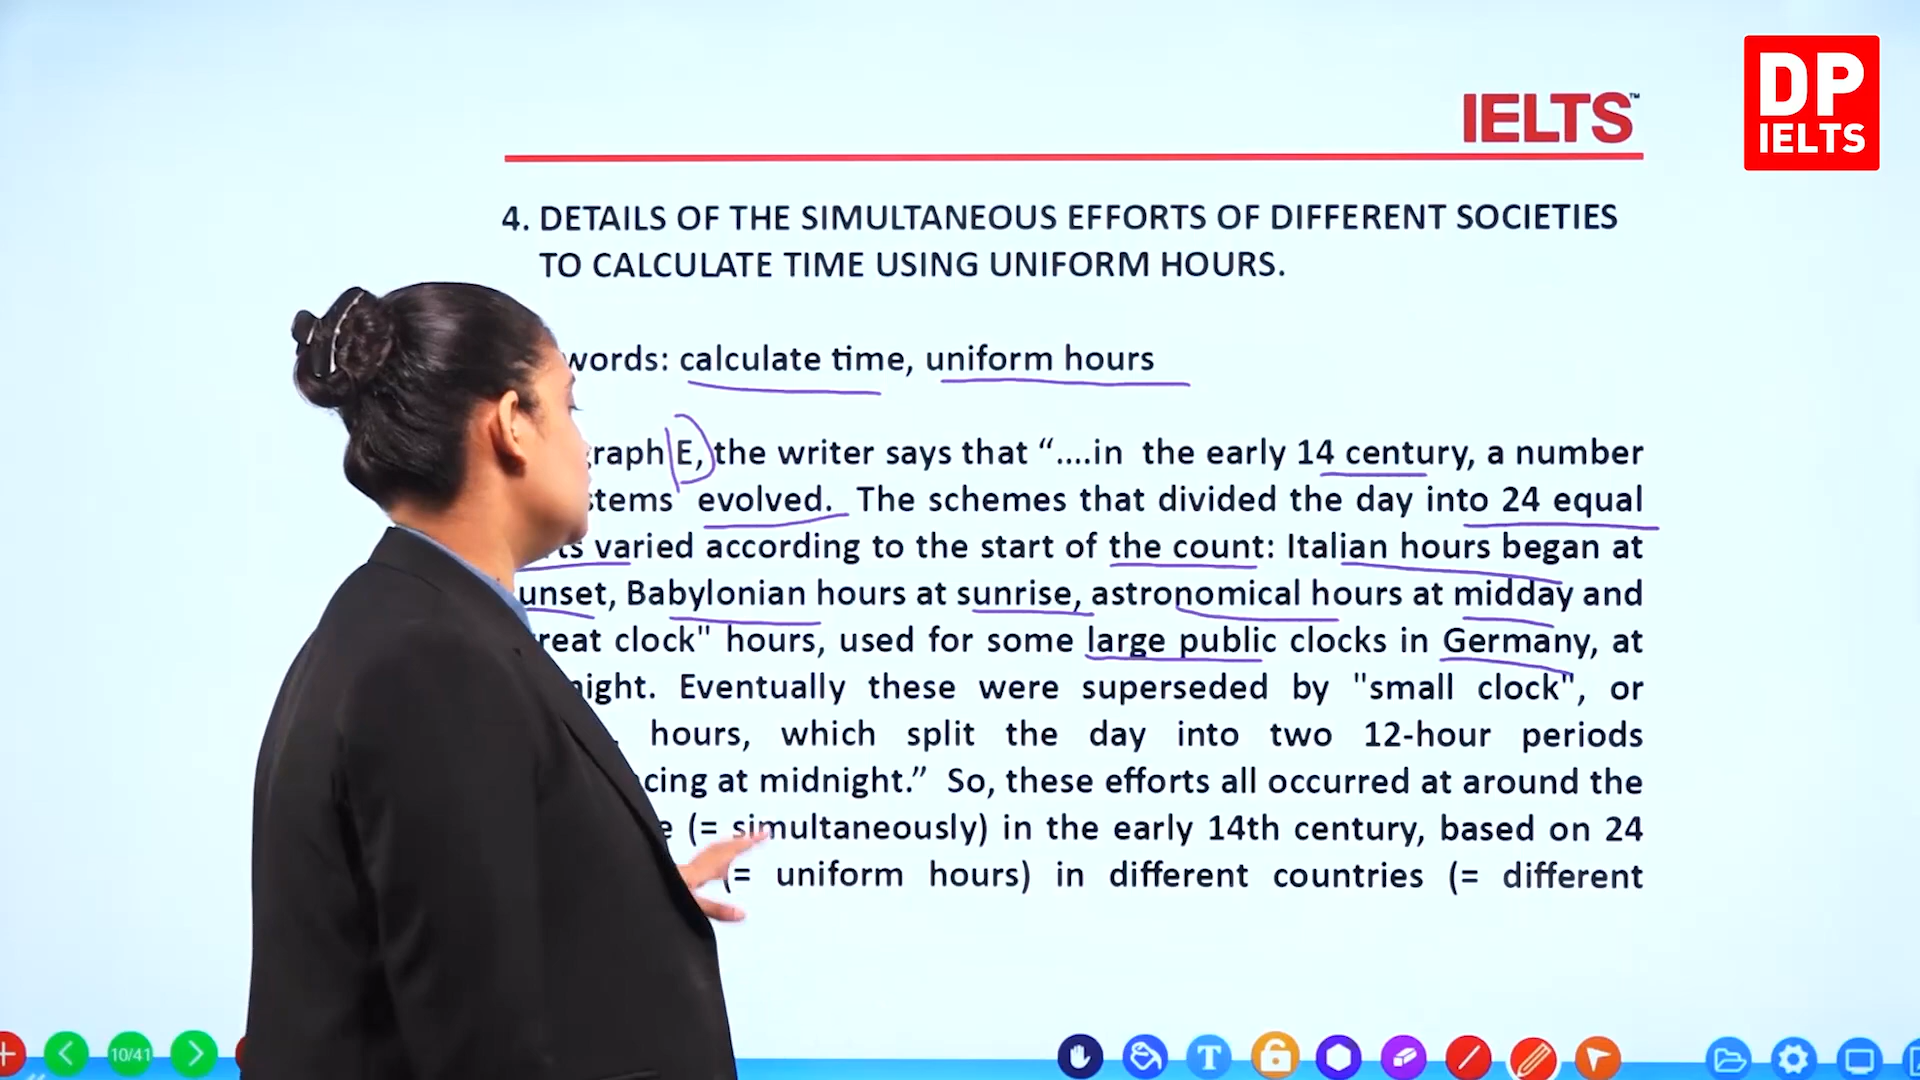 DP
IELTS
IELTS™
4. DETAILS OF THE SIMULTANEOUS EFFORTS OF DIFFERENT SOCIETIES
TO CALCULATE TIME USING UNIFORM HOURS.
words: calculate time, uniform hours
graph E, the writer says that “....in the early 14 century, a number
stems evolved. The schemes that divided the day into 24 equal
ts varied according to the start of the count: Italian hours began at
unset, Babylonian hours at sunrise, astronomical hours at midday and
reat clock" hours, used for some large public clocks in Germany, at
night. Eventually these were superseded by "small clock", or
hours, which split the day into two 12-hour periods
cing at midnight.” So, these efforts all occurred at around the
e (= simultaneously) in the early 14th century, based on 24
(= uniform hours) in different countries (= different
10/41
T